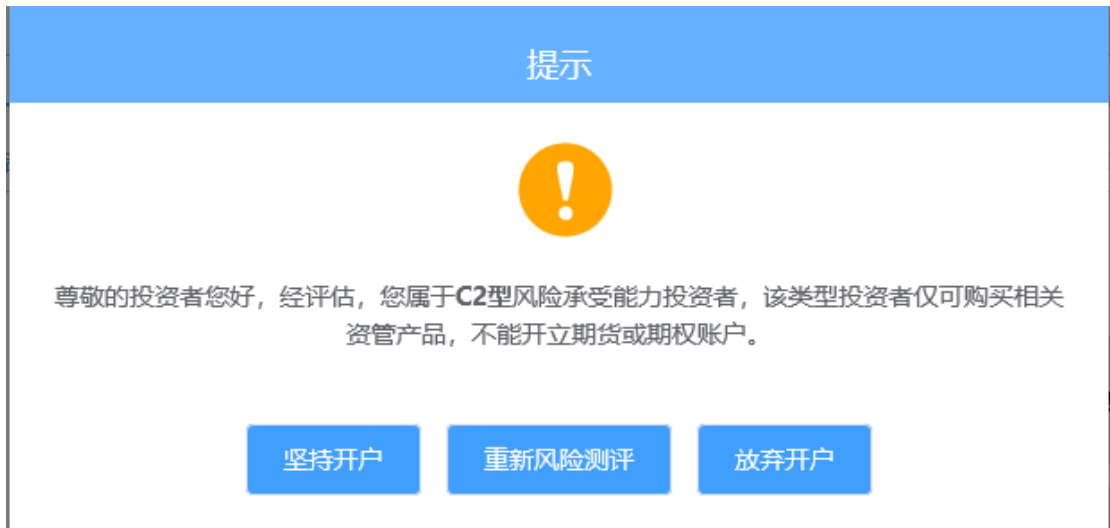 提示
尊敬的投资者您好，经评估，您属于C2型风险承受能力投资者，该类型投资者仅可购买相关
资管产品，不能开立期货或期权账户。
坚持开户
重新风险测评
放弃开户